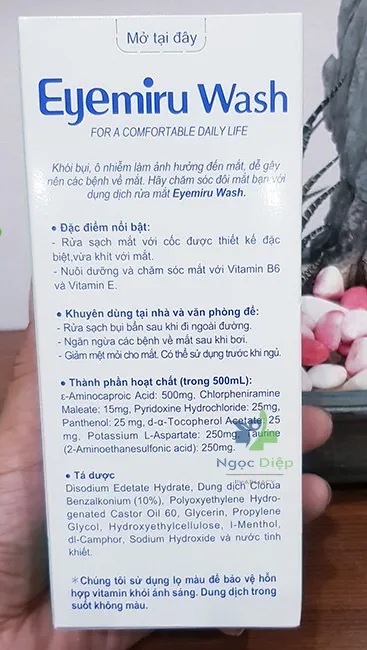 Mở tại đây
Eyemiru Wash
FOR A COMFORTABLE DAILY LIFE
Khói bụi, ô nhiễm làm ảnh hưởng đến mắt, dễ gây
nên các bệnh về mắt. Hãy chăm sóc đôi mắt bạn với
dung dịch rửa mắt Eyemiru Wash.
• Đặc điểm nổi bật:
- Rửa sạch mắt với cốc được thiết kế đặc
biệt, vừa khít với mắt.
- Nuôi dưỡng và chăm sóc mắt với Vitamin B6
và Vitamin E.
• Khuyên dùng tại nhà và văn phòng để:
- Rửa sạch bụi bẩn sau khi đi ngoài đường.
- Ngăn ngừa các bệnh về mắt sau khi bơi.
- Giảm mệt mỏi cho mắt. Có thể sử dụng trước khi ngủ.
• Thành phần hoạt chất (trong 500mL):
ε-Aminocaproic Acid: 500mg, Chlorpheniramine
Maleate: 15mg, Pyridoxine Hydrochloride: 25mg,
Panthenol: 25 mg, d-α-Tocopherol Acetate: 25
mg, Potassium L-Aspartate: 250mg, Taurine
(2-Aminoethanesulfonic acid): 250mg.
Ngọc Diệp
• Tá dược
Disodium Edetate Hydrate, Dung dịch Clorua
Benzalkonium (10%), Polyoxyethylene Hydro-
genated Castor Oil 60, Glycerin, Propylene
Glycol, Hydroxyethylcellulose, l-Menthol,
dl-Camphor, Sodium Hydroxide và nước tinh
khiết.
*Chúng tôi sử dụng lọ màu để bảo vệ hỗn
hợp vitamin khỏi ánh sáng. Dung dịch trong
suốt không màu.